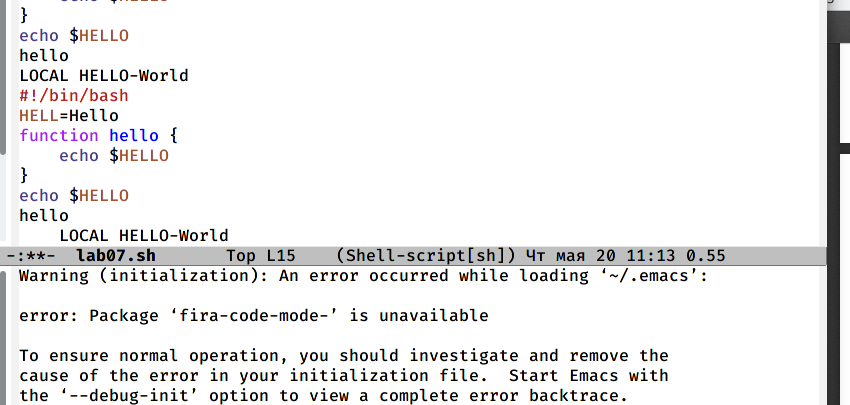 echo $HELLO
}
echo $HELLO
hello
LOCAL HELLO-World
#!/bin/bash
HELL=Hello
function hello {
    echo $HELLO
}
echo $HELLO
hello
    LOCAL HELLO-World
-:**-  lab07.sh       Top L15    (Shell-script[sh]) Чт мая 20 11:13 0.55
Warning (initialization): An error occurred while loading ‘~/.emacs’:

error: Package ‘fira-code-mode-’ is unavailable

To ensure normal operation, you should investigate and remove the
cause of the error in your initialization file.  Start Emacs with
the ‘--debug-init’ option to view a complete error backtrace.